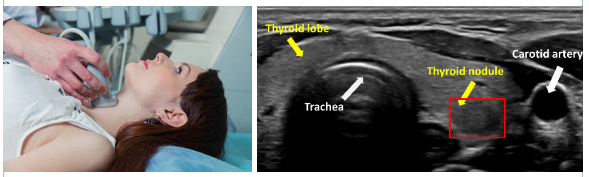 Thyroid lobe
Carotid artery
Thyroid nodule
Trachea